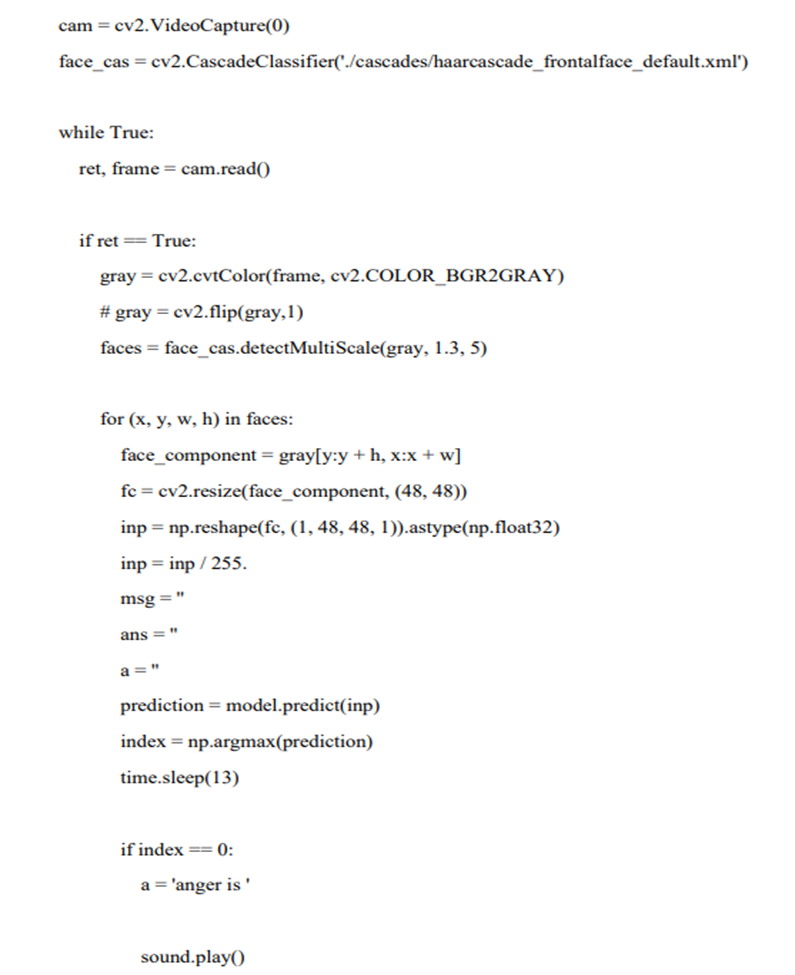 cam = cv2.VideoCapture(0)
face_cas = cv2.CascadeClassifier('./cascades/haarcascade_frontalface_default.xml')
while True:
ret, frame = cam.read()
if ret == True:
gray = cv2.cvtColor(frame, cv2.COLOR_BGR2GRAY)
# gray = cv2.flip(gray,1)
faces = face_cas.detectMultiScale(gray, 1.3, 5)
for (x, y, w, h) in faces:
face_component = gray[y:y + h, x:x + w]
fc = cv2.resize(face_component, (48, 48))
inp = np.reshape(fc, (1, 48, 48, 1)).astype(np.float32)
inp = inp / 255.
msg = ''
ans = ''
a = ''
prediction = model.predict(inp)
index = np.argmax(prediction)
time.sleep(13)
if index == 0:
a = 'anger is '
sound.play()